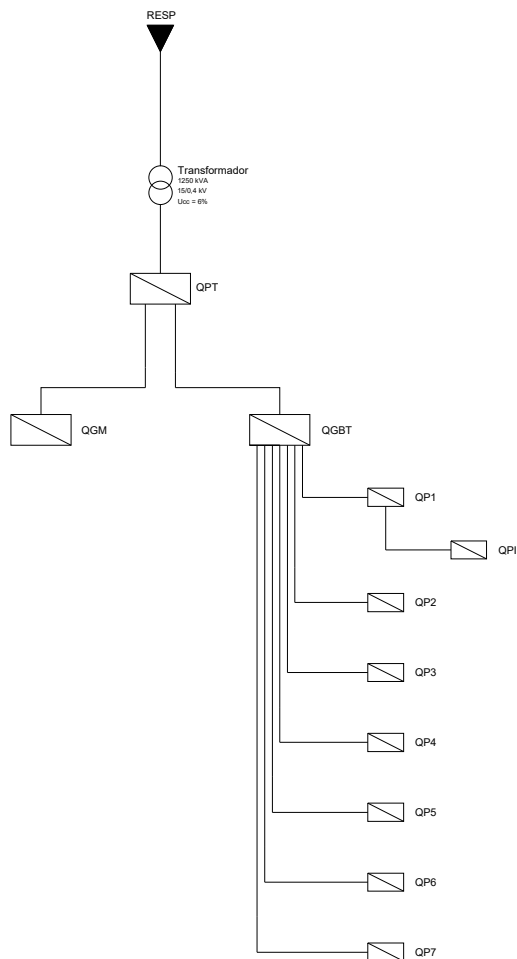 RESP
Transformador
1250 kVA
15/0,4 kV
Ucc = 6%
QPT
QGM
QGBT
QP1
QPI
QP2
QP3
QP4
QP5
QP6
QP7